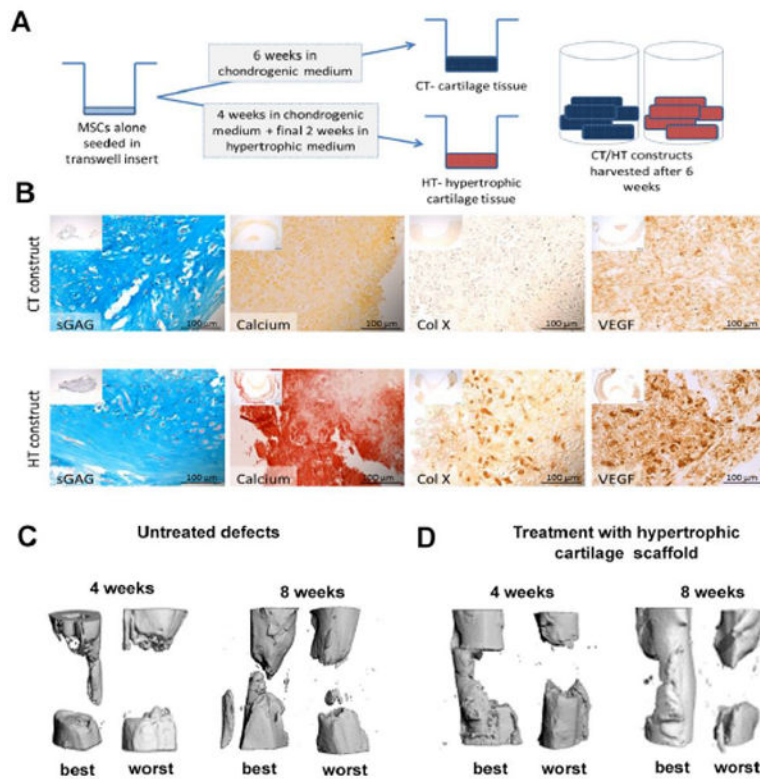 A
MSCs alone
seeded in
transwell insert
6 weeks in
chondrogenic medium
4 weeks in chondrogenic
medium + final 2 weeks in
hypertrophic medium
CT- cartilage tissue
HT- hypertrophic
cartilage tissue
CT/HT constructs
harvested after 6
weeks
B
CT construct
sGAG
100 µm
Calcium
100 µm
Col X
100 µm
VEGF
100 µm
HT construct
sGAG
100 µm
Calcium
100 µm
Col X
100 µm
VEGF
100 µm
C
Untreated defects
4 weeks
8 weeks
best
worst
best
worst
D
Treatment with hypertrophic
cartilage scaffold
4 weeks
8 weeks
best
worst
best
worst